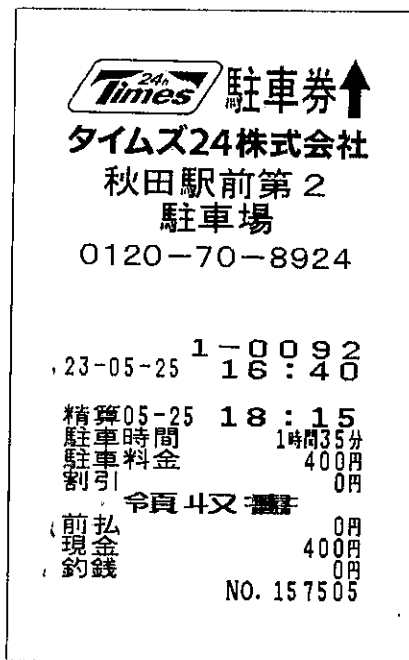 24h Times 駐車券↑
タイムズ24株式会社
秋田駅前第2
駐車場
0120-70-8924
1-0092
23-05-25 16:40
精算05-25 18:15
駐車時間 1時間35分
駐車料金 400円
割引 0円
領収書
前払 0円
現金 400円
釣銭 0円
NO. 157505